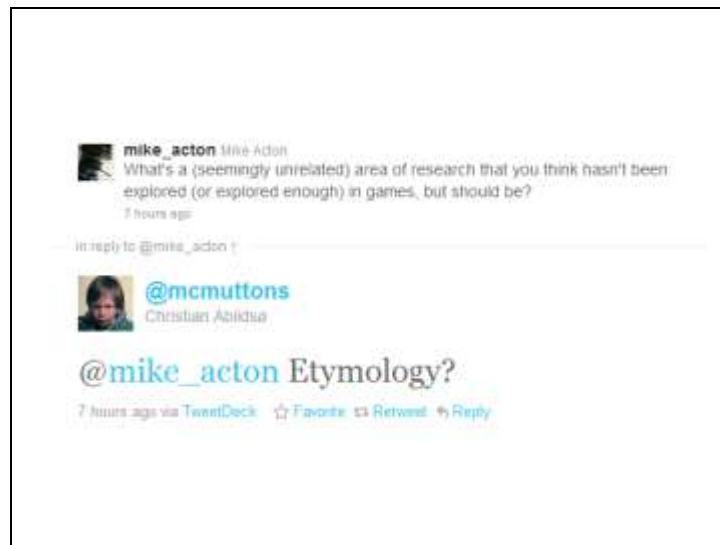 mike_acton Mike Acton
What's a (seemingly unrelated) area of research that you think hasn't been
explored (or explored enough) in games, but should be?
7 hours ago
in reply to @mike_acton ↑
@mcmuttons
Christian Abildsø
@mike_acton Etymology?
7 hours ago via TweetDeck Favorite Retweet Reply